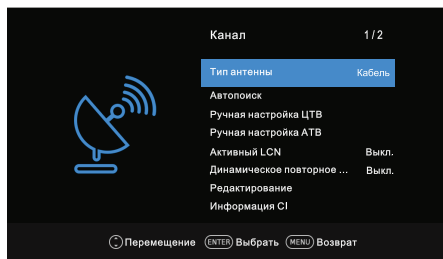 Канал 1/2
Тип антенны Кабель
Автопоиск
Ручная настройка ЦТВ
Ручная настройка АТВ
Активный LCN Выкл.
Динамическое повторное ... Выкл.
Редактирование
Информация CI
Перемещение ENTER Выбрать MENU Возврат